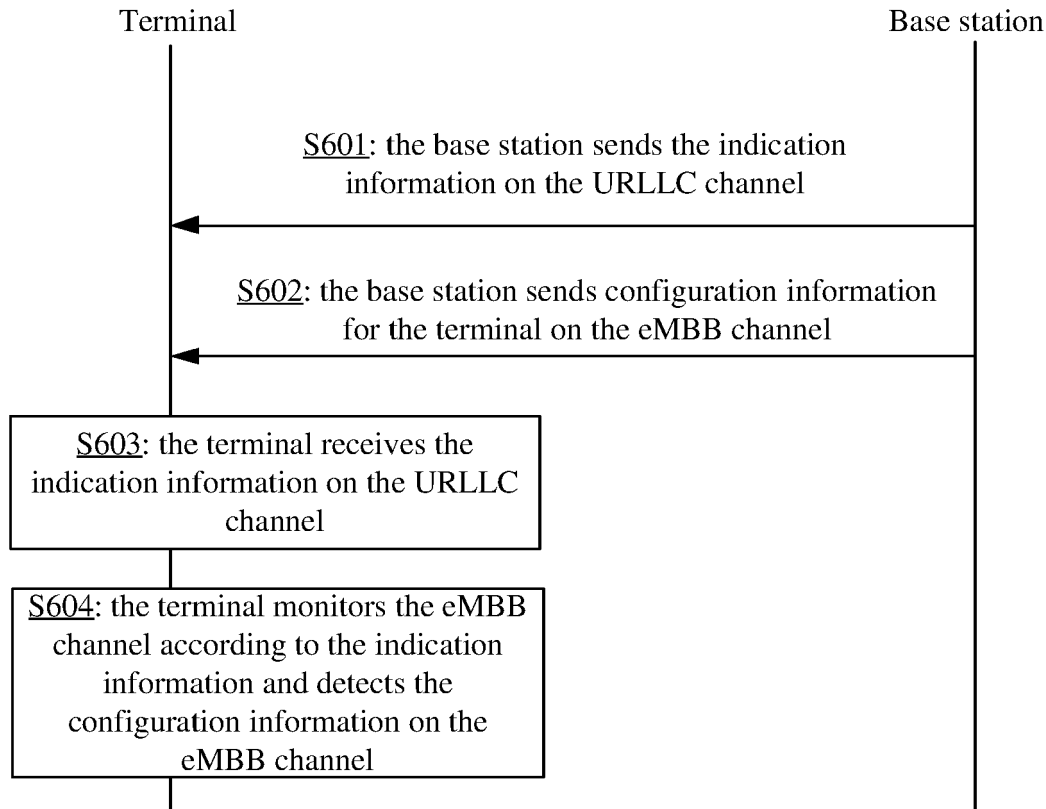 Terminal
Base station
S601: the base station sends the indication
information on the URLLC channel
S602: the base station sends configuration information
for the terminal on the eMBB channel
S603: the terminal receives the
indication information on the URLLC
channel
S604: the terminal monitors the eMBB
channel according to the indication
information and detects the
configuration information on the
eMBB channel